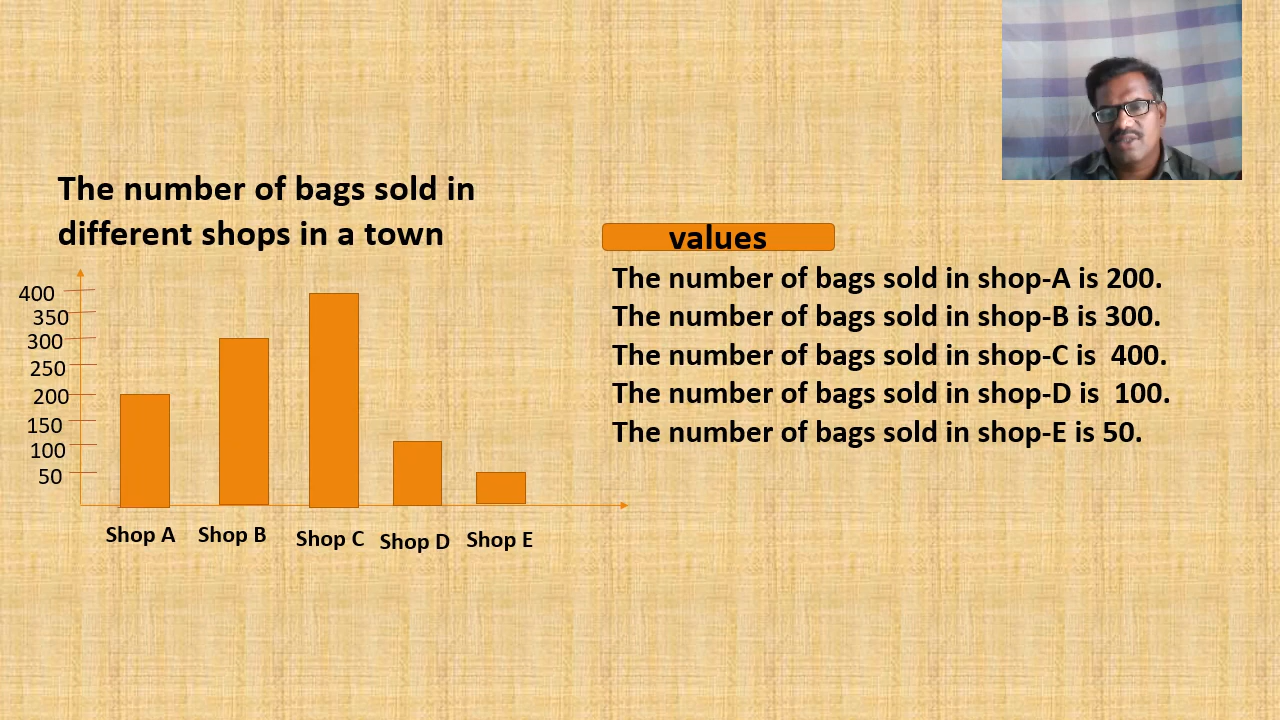 The number of bags sold in
different shops in a town
400
350
300
250
200
150
100
50
Shop A
Shop B
Shop C
Shop D
Shop E
values
The number of bags sold in shop-A is 200.
The number of bags sold in shop-B is 300.
The number of bags sold in shop-C is  400.
The number of bags sold in shop-D is  100.
The number of bags sold in shop-E is 50.